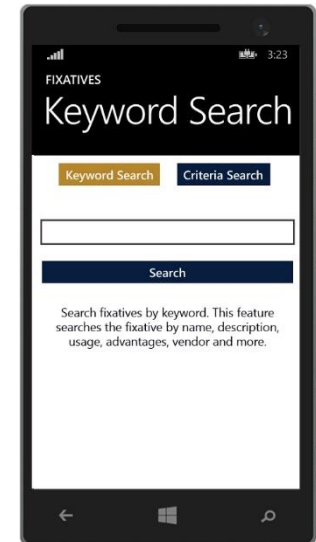 3:23
FIXATIVES
Keyword Search
Keyword Search
Criteria Search
Search
Search fixatives by keyword. This feature
searches the fixative by name, description,
usage, advantages, vendor and more.